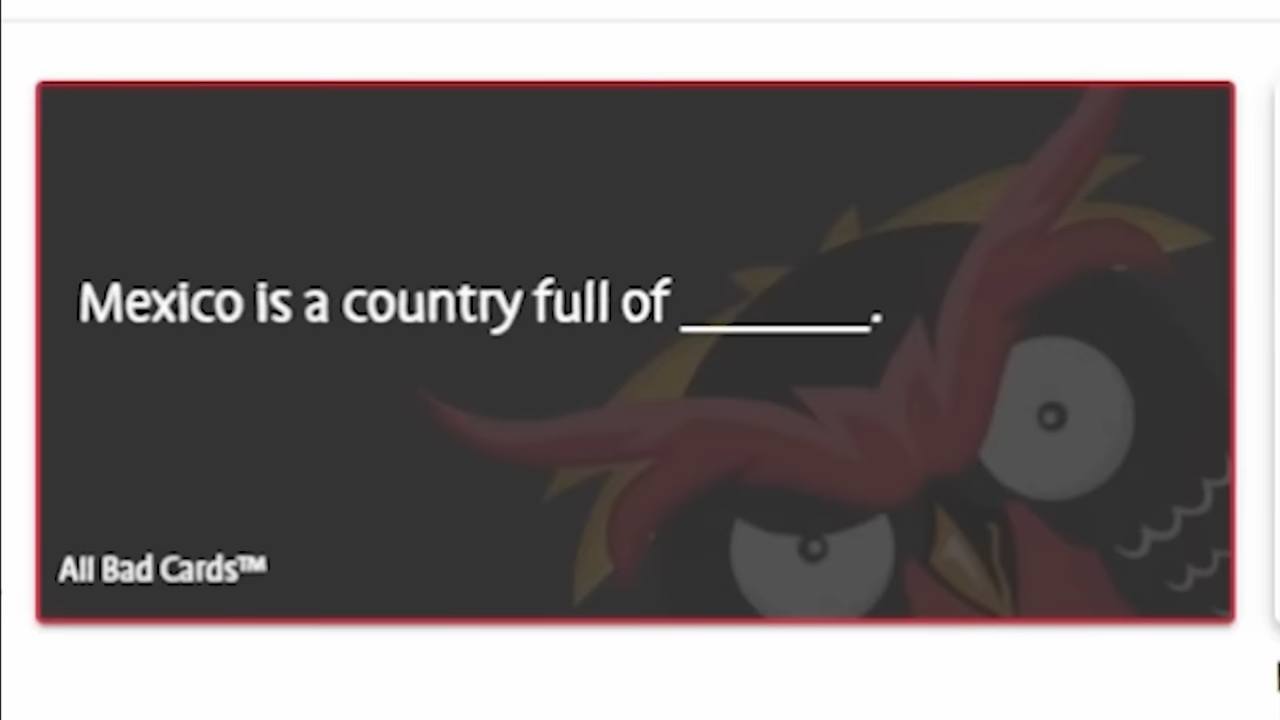 Mexico is a country full of ________.
All Bad Cards™